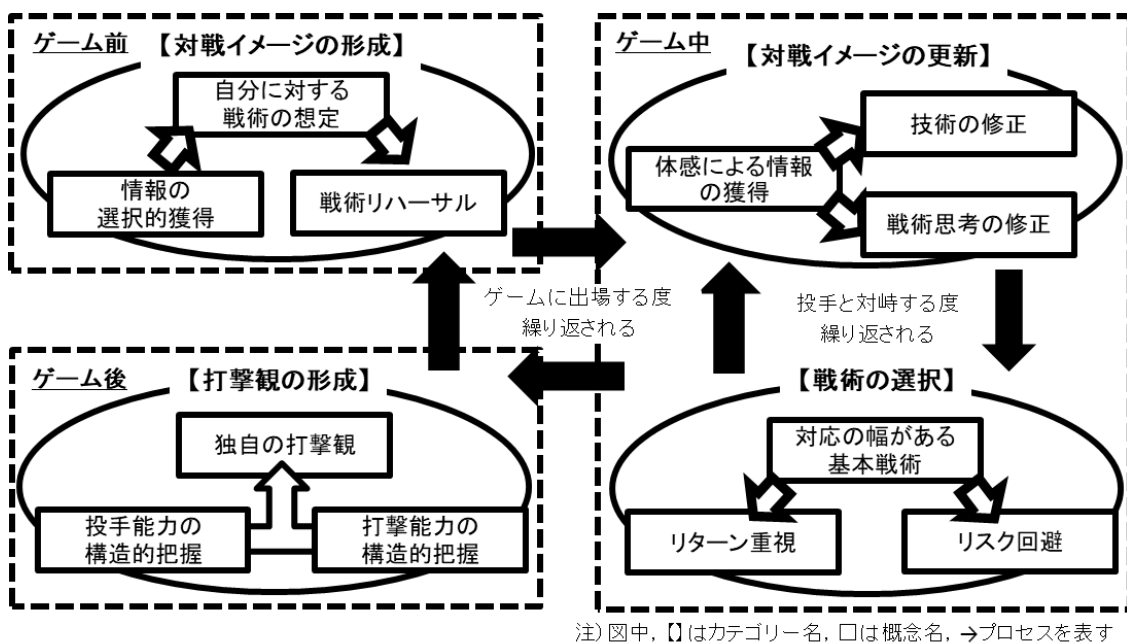 ゲーム前
【対戦イメージの形成】
自分に対する
戦術の想定
情報の
選択的獲得
戦術リハーサル
ゲーム中
【対戦イメージの更新】
技術の修正
体感による情報
の獲得
戦術思考の修正
ゲームに出場する度
繰り返される
投手と対峙する度
繰り返される
ゲーム後
【打撃観の形成】
独自の打撃観
投手能力の
構造的把握
打撃能力の
構造的把握
【戦術の選択】
対応の幅がある
基本戦術
リターン重視
リスク回避
注）図中，【】はカテゴリー名，□は概念名，→プロセスを表す